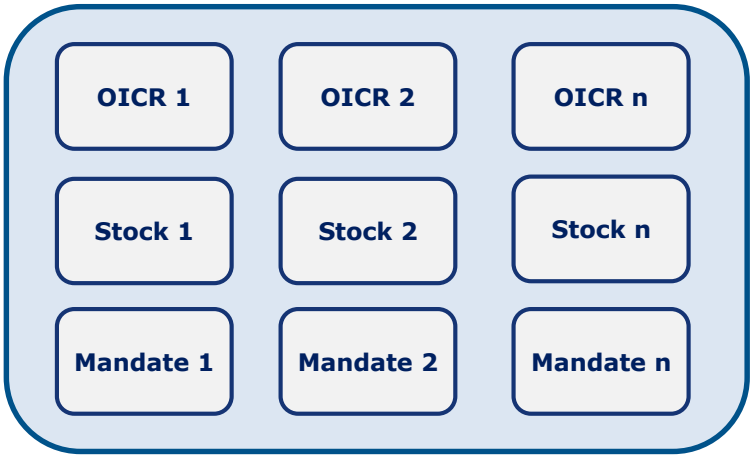 OICR 1
OICR 2
OICR n
Stock 1
Stock 2
Stock n
Mandate 1
Mandate 2
Mandate n